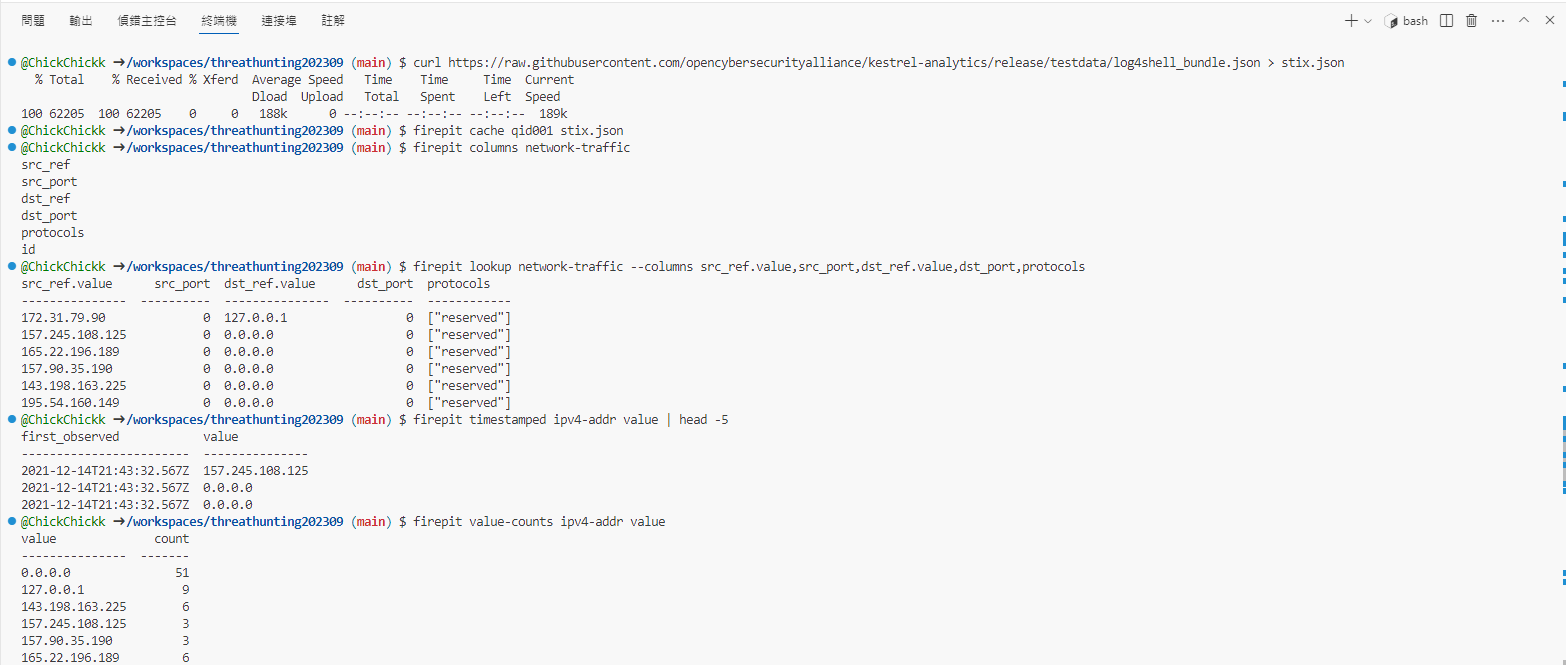 問題 輸出 偵錯主控台 終端機 連接埠 註解 bash
@ChickChickk → /workspaces/threathunting202309 (main) $ curl https://raw.githubusercontent.com/opencybersecurityalliance/kestrel-analytics/release/testdata/log4shell_bundle.json > stix.json
% Total % Received % Xferd Average Speed Time Time Time Current
Dload Upload Total Spent Left Speed
100 62205 100 62205 0 0 188k 0 --:--:-- --:--:-- --:--:-- 189k
@ChickChickk → /workspaces/threathunting202309 (main) $ firepit cache qid001 stix.json
@ChickChickk → /workspaces/threathunting202309 (main) $ firepit columns network-traffic
src_ref
src_port
dst_ref
dst_port
protocols
id
@ChickChickk → /workspaces/threathunting202309 (main) $ firepit lookup network-traffic --columns src_ref.value,src_port,dst_ref.value,dst_port,protocols
src_ref.value src_port dst_ref.value dst_port protocols
--------------- ---------- --------------- ---------- ------------
172.31.79.90 0 127.0.0.1 0 ["reserved"]
157.245.108.125 0 0.0.0.0 0 ["reserved"]
165.22.196.189 0 0.0.0.0 0 ["reserved"]
157.90.35.190 0 0.0.0.0 0 ["reserved"]
143.198.163.225 0 0.0.0.0 0 ["reserved"]
195.54.160.149 0 0.0.0.0 0 ["reserved"]
@ChickChickk → /workspaces/threathunting202309 (main) $ firepit timestamped ipv4-addr value | head -5
first_observed value
------------------------ ---------------
2021-12-14T21:43:32.567Z 157.245.108.125
2021-12-14T21:43:32.567Z 0.0.0.0
2021-12-14T21:43:32.567Z 0.0.0.0
@ChickChickk → /workspaces/threathunting202309 (main) $ firepit value-counts ipv4-addr value
value count
--------------- -------
0.0.0.0 51
127.0.0.1 9
143.198.163.225 6
157.245.108.125 3
157.90.35.190 3
165.22.196.189 6